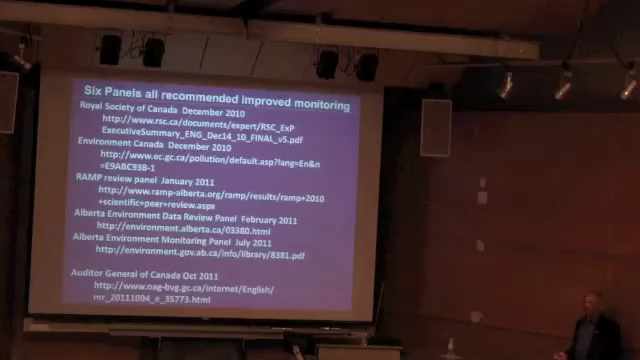 Six Panels all recommended improved monitoring
Royal Society of Canada December 2010
http://www.rsc.ca/documents/expert/RSC_ExP
ExecutiveSummary_ENG_Dec14_10_FINAL_v5.pdf
Environment Canada December 2010
http://www.ec.gc.ca/pollution/default.asp?lang=En&n
=E9ABC93B-1
RAMP review panel January 2011
http://www.ramp-alberta.org/ramp/results/ramp+2010
+scientific+peer+review.aspx
Alberta Environment Data Review Panel February 2011
http://environment.alberta.ca/03380.html
Alberta Environment Monitoring Panel July 2011
http://environment.gov.ab.ca/info/library/8381.pdf
Auditor General of Canada Oct 2011
http://www.oag-bvg.gc.ca/internet/English/
mr_20111004_e_35773.html